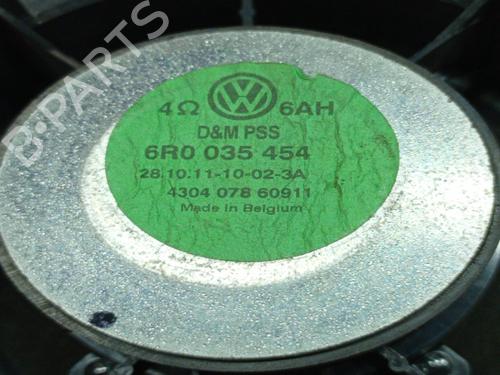 4Ω VW 6AH
D&M PSS
6R0 035 454
28.10.11-10-02-3A
4304 078 60911
Made in Belgium
B-PARTS